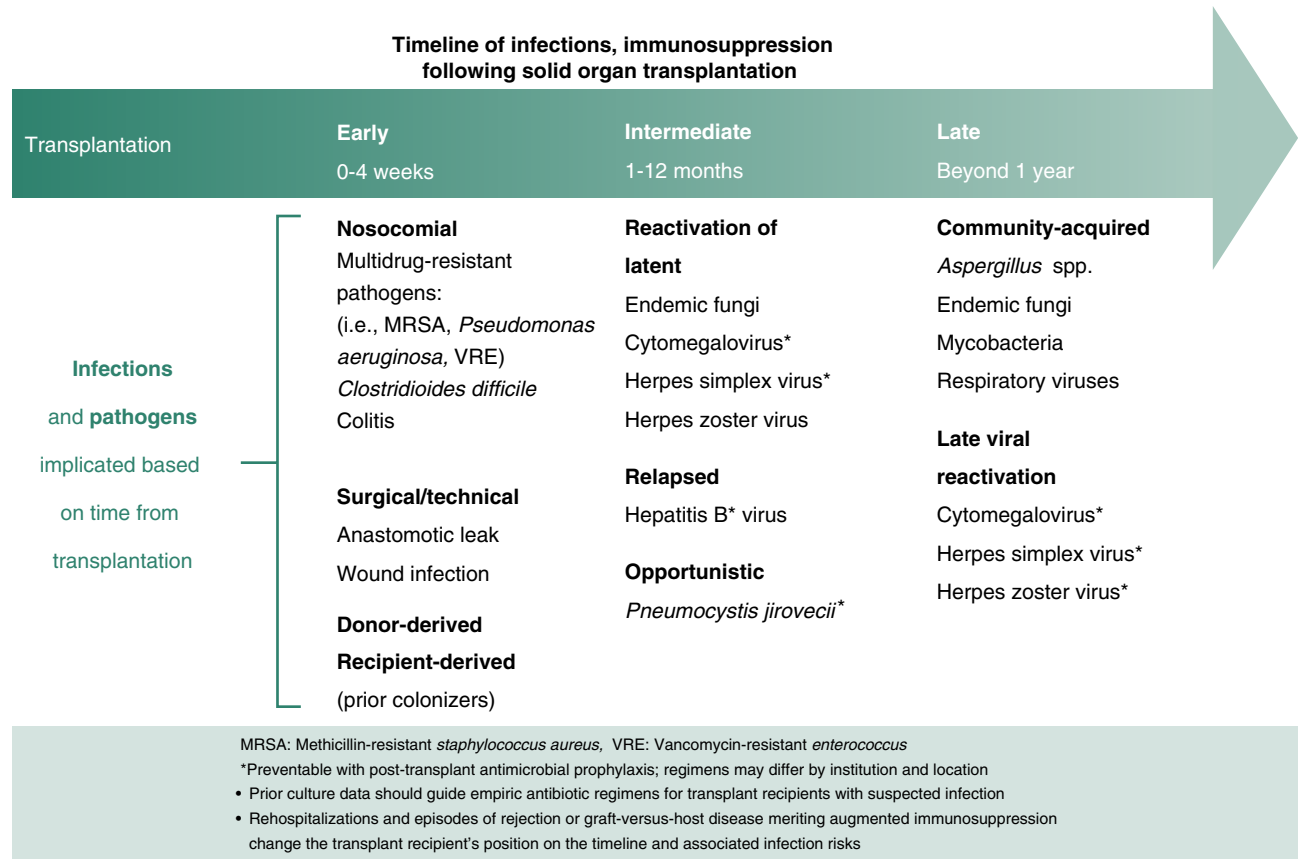 Timeline of infections, immunosuppression
following solid organ transplantation
Transplantation
Early
0-4 weeks
Intermediate
1-12 months
Late
Beyond 1 year
Infections
and pathogens
implicated based
on time from
transplantation
Nosocomial
Multidrug-resistant
pathogens:
(i.e., MRSA, Pseudomonas
aeruginosa, VRE)
Clostridioides difficile
Colitis
Surgical/technical
Anastomotic leak
Wound infection
Donor-derived
Recipient-derived
(prior colonizers)
Reactivation of
latent
Endemic fungi
Cytomegalovirus*
Herpes simplex virus*
Herpes zoster virus
Relapsed
Hepatitis B* virus
Opportunistic
Pneumocystis jirovecii*
Community-acquired
Aspergillus spp.
Endemic fungi
Mycobacteria
Respiratory viruses
Late viral
reactivation
Cytomegalovirus*
Herpes simplex virus*
Herpes zoster virus*
MRSA: Methicillin-resistant staphylococcus aureus, VRE: Vancomycin-resistant enterococcus
*Preventable with post-transplant antimicrobial prophylaxis; regimens may differ by institution and location
• Prior culture data should guide empiric antibiotic regimens for transplant recipients with suspected infection
• Rehospitalizations and episodes of rejection or graft-versus-host disease meriting augmented immunosuppression
change the transplant recipient's position on the timeline and associated infection risks